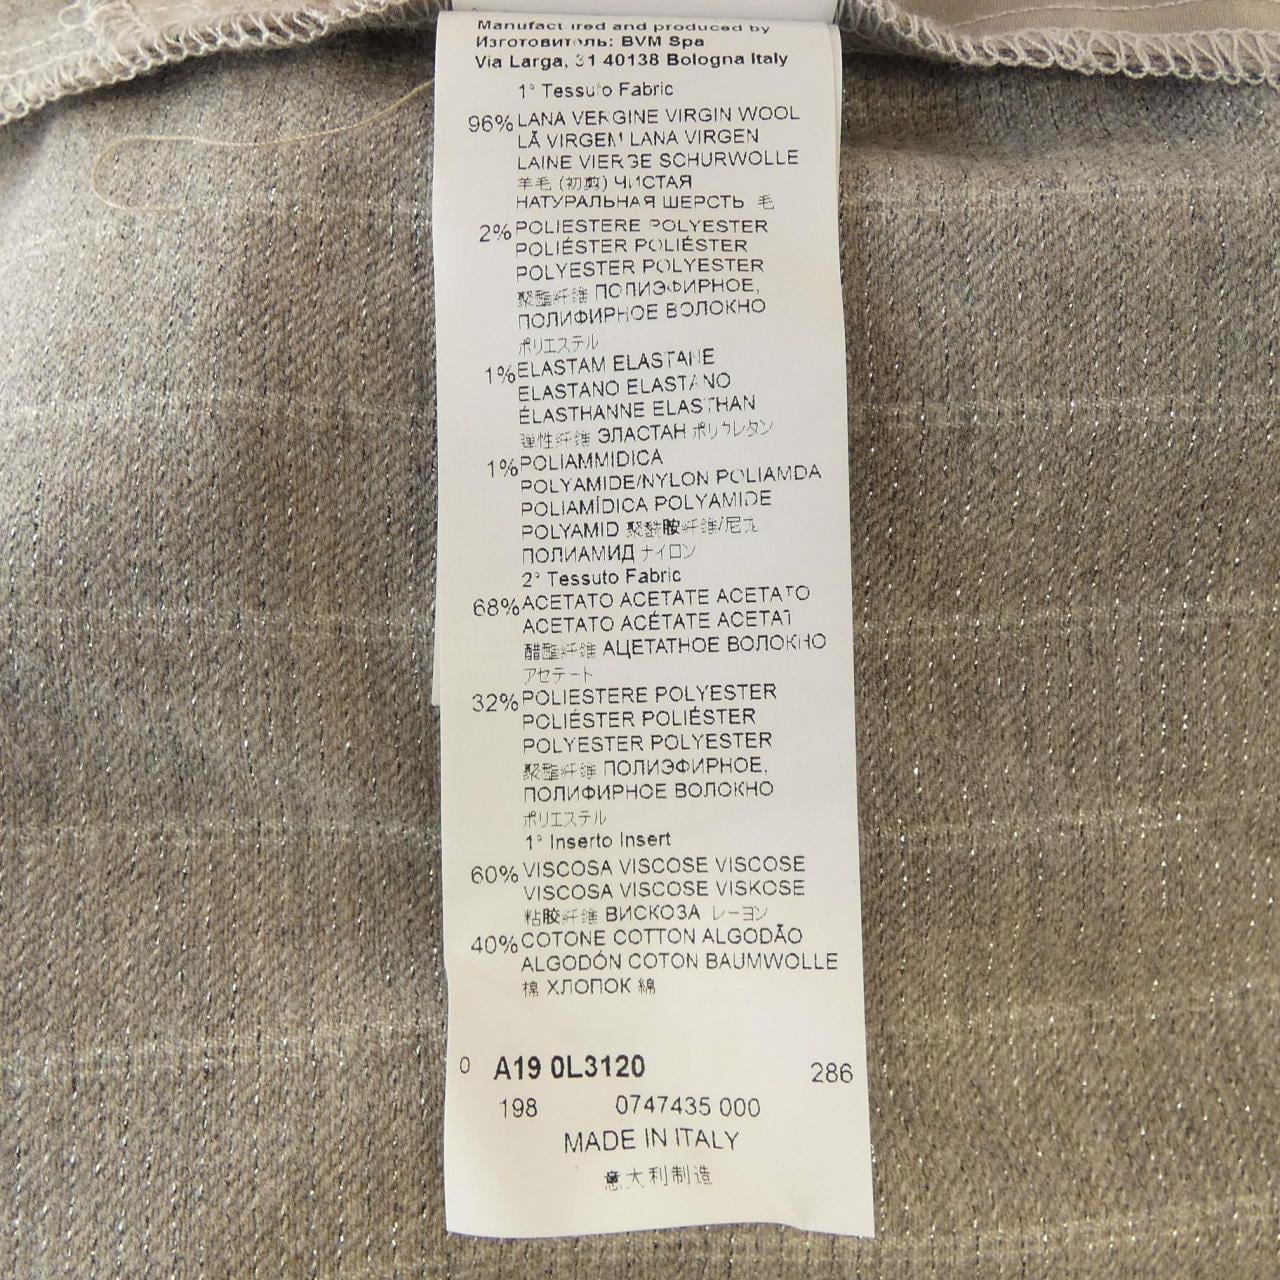 Manufactured and produced by
Изготовитель: BVM Spa
Via Larga, 31 40138 Bologna Italy
1° Tessuto Fabric
96% LANA VERGINE VIRGIN WOOL
LÃ VIRGEM LANA VIRGEN
LAINE VIERGE SCHURWOLLE
羊毛 (初剪) ЧИСТАЯ
НАТУРАЛЬНАЯ ШЕРСТЬ 毛
2% POLIESTERE POLYESTER
POLIÉSTER POLIÉSTER
POLYESTER POLYESTER
聚酯纤维 ПОЛИЭФИРНОЕ,
ПОЛИФИРНОЕ ВОЛОКНО
ポリエステル
1% ELASTAM ELASTANE
ELASTANO ELASTANO
ÉLASTHANNE ELASTHAN
弹性纤维 ЭЛАСТАН ポリウレタン
1% POLIAMMIDICA
POLYAMIDE/NYLON POLIAMDA
POLIAMÍDICA POLYAMIDE
POLYAMID 聚酰胺纤维/尼龙
ПОЛИАМИД ナイロン
2° Tessuto Fabric
68% ACETATO ACETATE ACETATO
ACETATO ACÉTATE ACETAT
醋酯纤维 АЦЕТАТНОЕ ВОЛОКНО
アセテート
32% POLIESTERE POLYESTER
POLIÉSTER POLIÉSTER
POLYESTER POLYESTER
聚酯纤维 ПОЛИЭФИРНОЕ,
ПОЛИФИРНОЕ ВОЛОКНО
ポリエステル
1° Inserto Insert
60% VISCOSA VISCOSE VISCOSE
VISCOSA VISCOSE VISKOSE
粘胶纤维 ВИСКОЗА レーヨン
40% COTONE COTTON ALGODÃO
ALGODÓN COTON BAUMWOLLE
棉 ХЛОПОК 綿
0 A19 0L3120 286
198 0747435 000
MADE IN ITALY
意大利制造